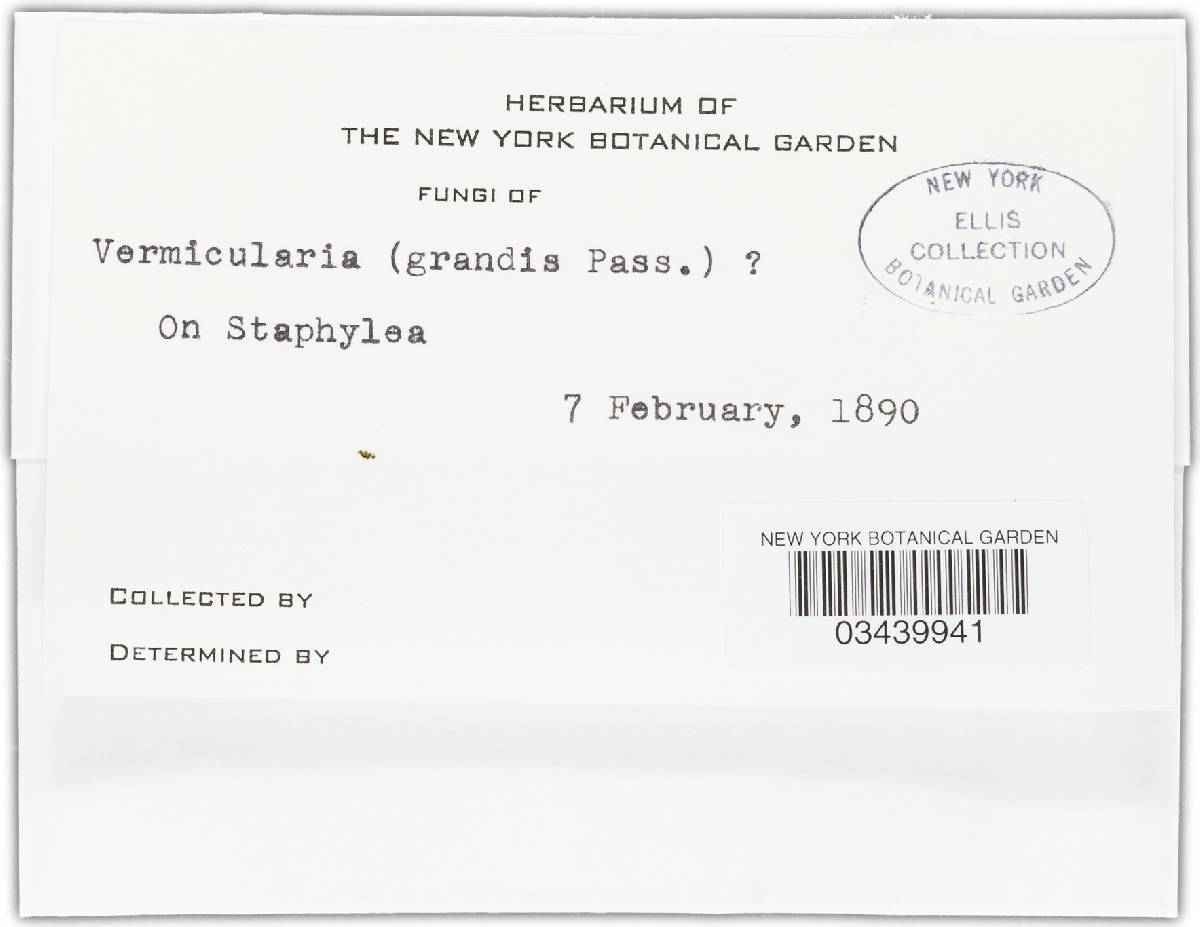 HERBARIUM OF
THE NEW YORK BOTANICAL GARDEN
FUNGI OF
Vermicularia (grandis Pass.) ?
On Staphylea
7 February, 1890
NEW YORK
ELLIS
COLLECTION
BOTANICAL GARDEN
NEW YORK BOTANICAL GARDEN
03439941
COLLECTED BY
DETERMINED BY